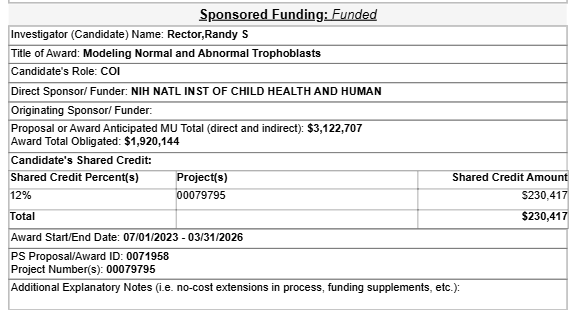 Sponsored Funding: Funded
Investigator (Candidate) Name: Rector,Randy S
Title of Award: Modeling Normal and Abnormal Trophoblasts
Candidate's Role: COI
Direct Sponsor/ Funder: NIH NATL INST OF CHILD HEALTH AND HUMAN
Originating Sponsor/ Funder:
Proposal or Award Anticipated MU Total (direct and indirect): $3,122,707
Award Total Obligated: $1,920,144
Candidate's Shared Credit:
Shared Credit Percent(s) Project(s) Shared Credit Amount
12% 00079795 $230,417
Total $230,417
Award Start/End Date: 07/01/2023 - 03/31/2026
PS Proposal/Award ID: 0071958
Project Number(s): 00079795
Additional Explanatory Notes (i.e. no-cost extensions in process, funding supplements, etc.):